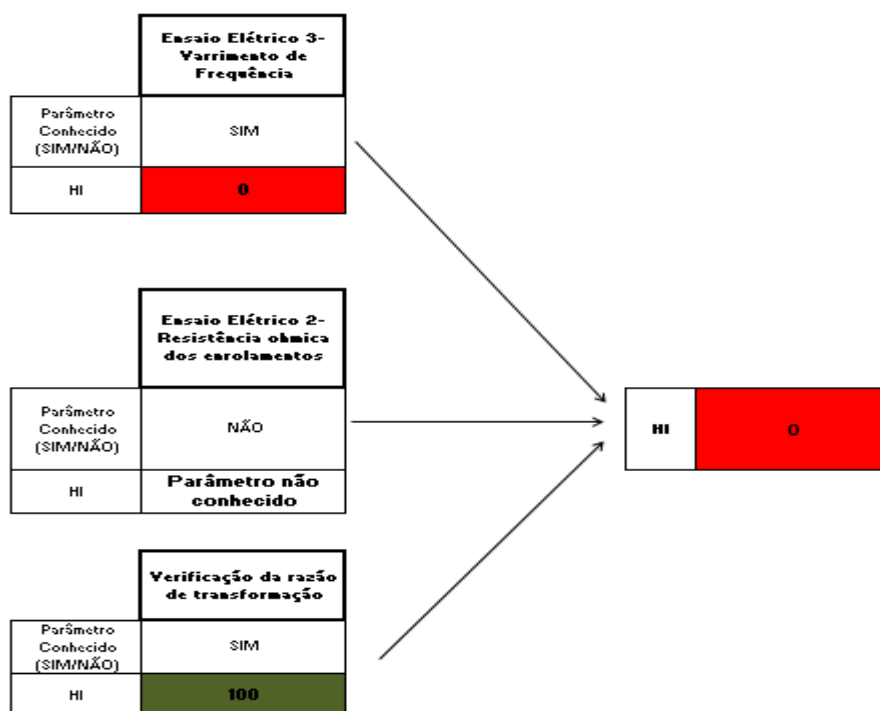 Ensaio Elétrico 3-
Varrimento de
Frequência
Parâmetro
Conhecido
(SIM/NÃO)
SIM
HI
0
Ensaio Elétrico 2-
Resistência ohmica
dos enrolamentos
Parâmetro
Conhecido
(SIM/NÃO)
NÃO
HI
Parâmetro não
conhecido
HI
0
Verificação da razão
de transformação
Parâmetro
Conhecido
(SIM/NÃO)
SIM
HI
100